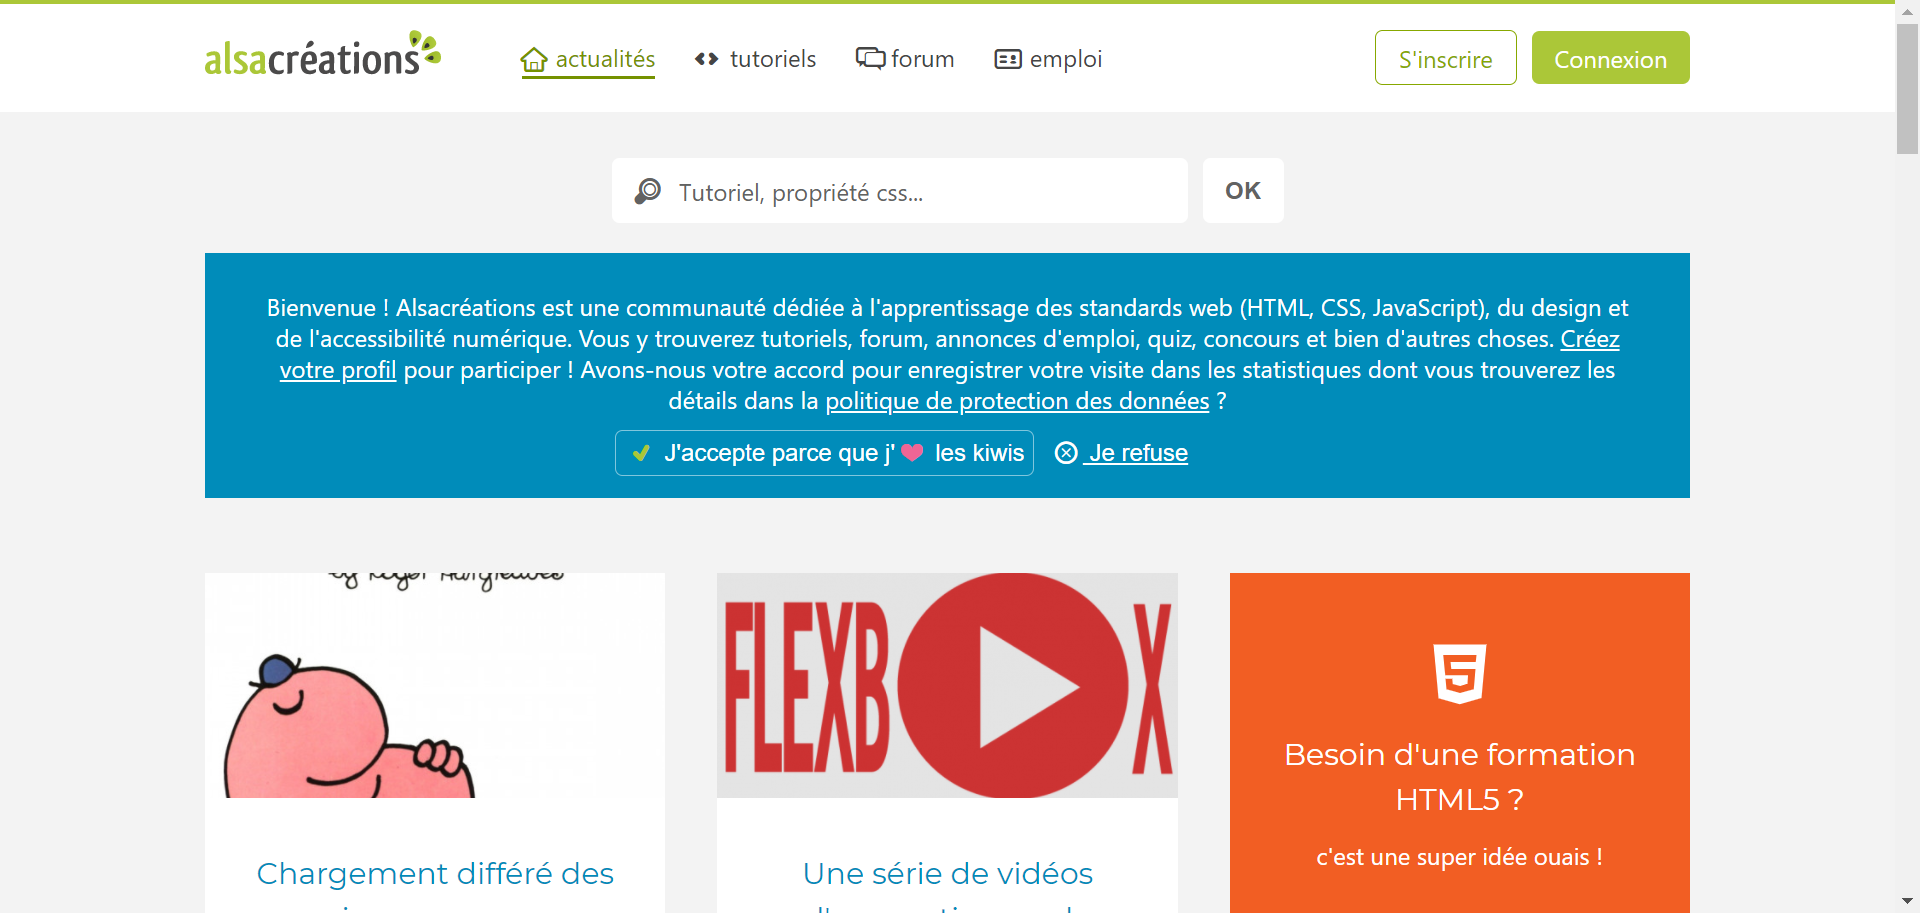 alsacréations
actualités
tutoriels
forum
emploi
S'inscrire
Connexion
Tutoriel, propriété css...
OK
Bienvenue ! Alsacréations est une communauté dédiée à l'apprentissage des standards web (HTML, CSS, JavaScript), du design et
de l'accessibilité numérique. Vous y trouverez tutoriels, forum, annonces d'emploi, quiz, concours et bien d'autres choses. Créez
votre profil pour participer ! Avons-nous votre accord pour enregistrer votre visite dans les statistiques dont vous trouverez les
détails dans la politique de protection des données ?
J'accepte parce que j' les kiwis
Je refuse
by Roger Hargreaves
FLEXB X
5
Besoin d'une formation
HTML5 ?
c'est une super idée ouais !
Chargement différé des
Une série de vidéos